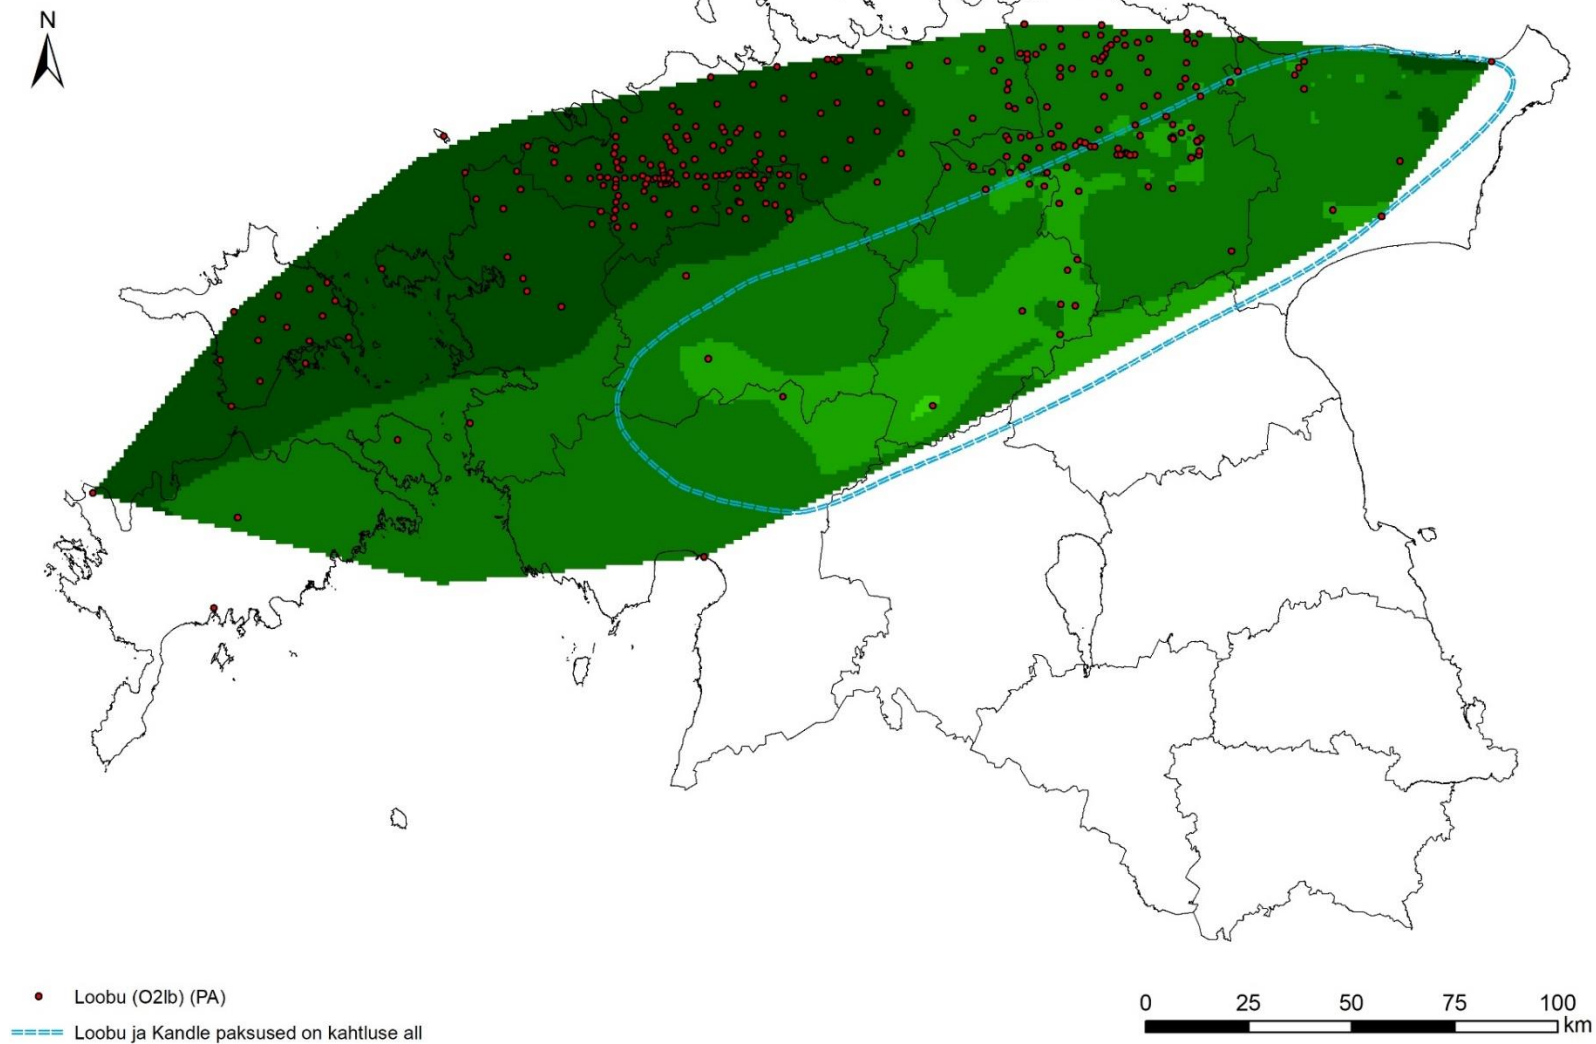 N
Loobu (O2lb) (PA)
Loobu ja Kandle paksused on kahtluse all
0 25 50 75 100
km